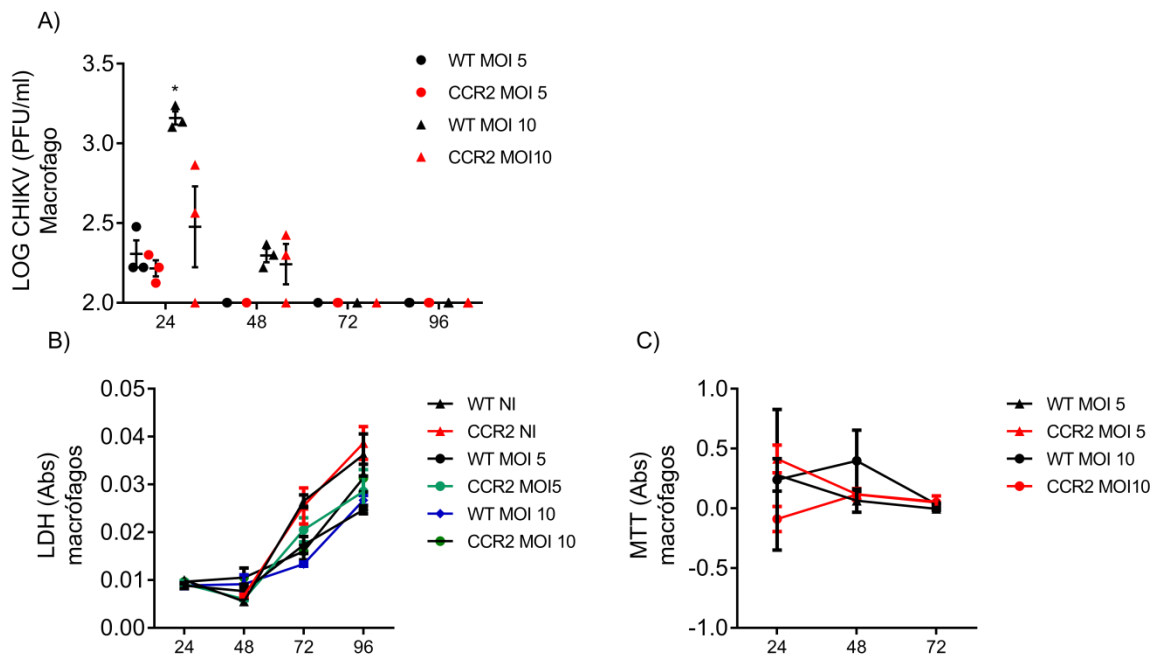 A)
LOG CHIKV (PFU/ml)
Macrofago
3.5
3.0
2.5
2.0
*
24
48
72
96
WT MOI 5
CCR2 MOI 5
WT MOI 10
CCR2 MOI10
B)
LDH (Abs)
macrófagos
0.05
0.04
0.03
0.02
0.01
0.00
24
48
72
96
WT NI
CCR2 NI
WT MOI 5
CCR2 MOI5
WT MOI 10
CCR2 MOI 10
C)
MTT (Abs)
macrófagos
1.0
0.5
0.0
-0.5
-1.0
24
48
72
WT MOI 5
CCR2 MOI 5
WT MOI 10
CCR2 MOI10